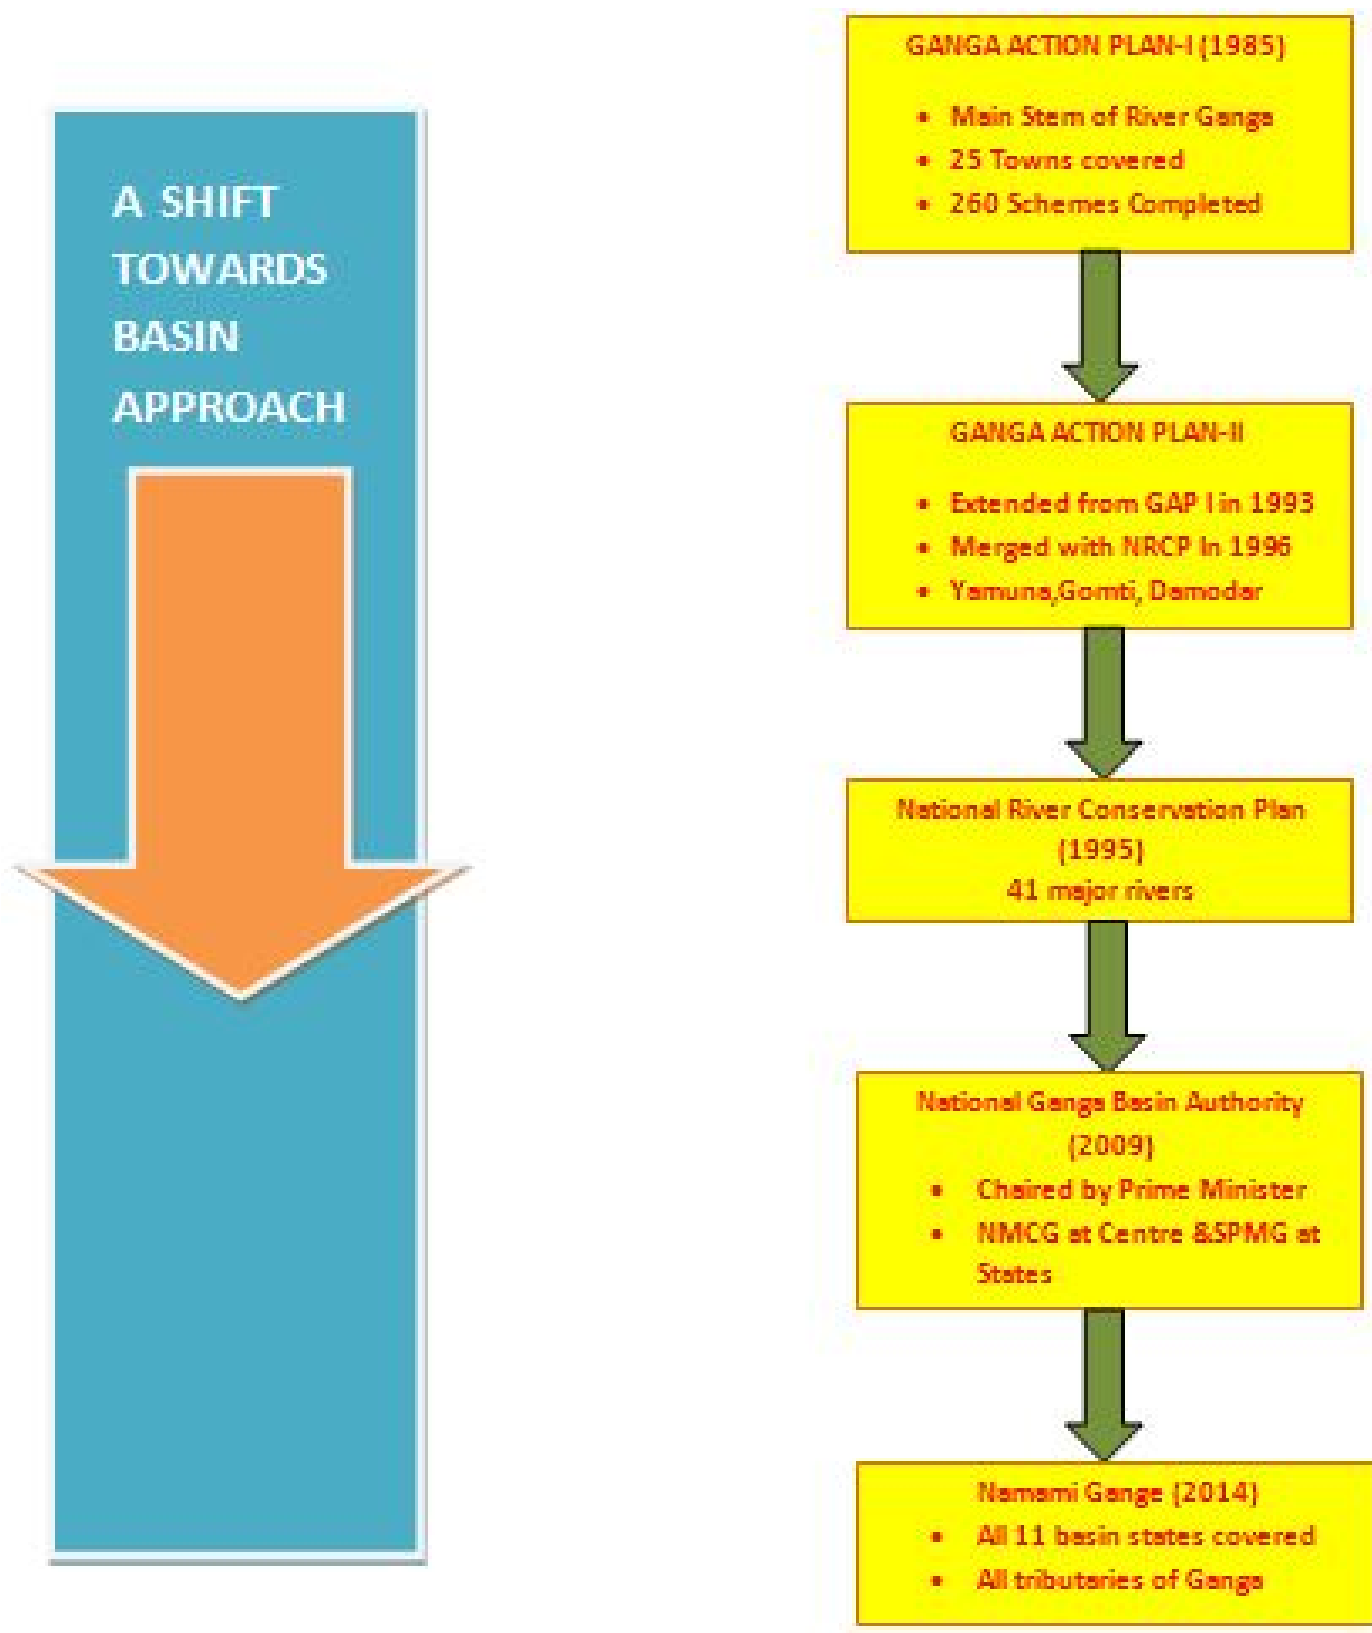 A SHIFT
TOWARDS
BASIN
APPROACH
GANGA ACTION PLAN-I (1985)
• Main Stem of River Ganga
• 25 Towns covered
• 260 Schemes Completed
GANGA ACTION PLAN-II
• Extended from GAP I in 1993
• Merged with NRCP In 1996
• Yamuna,Gomti, Damodar
National River Conservation Plan
(1995)
41 major rivers
National Ganga Basin Authority
(2009)
• Chaired by Prime Minister
• NMCG at Centre &SPMG at
States
Namami Gange (2014)
• All 11 basin states covered
• All tributaries of Ganga